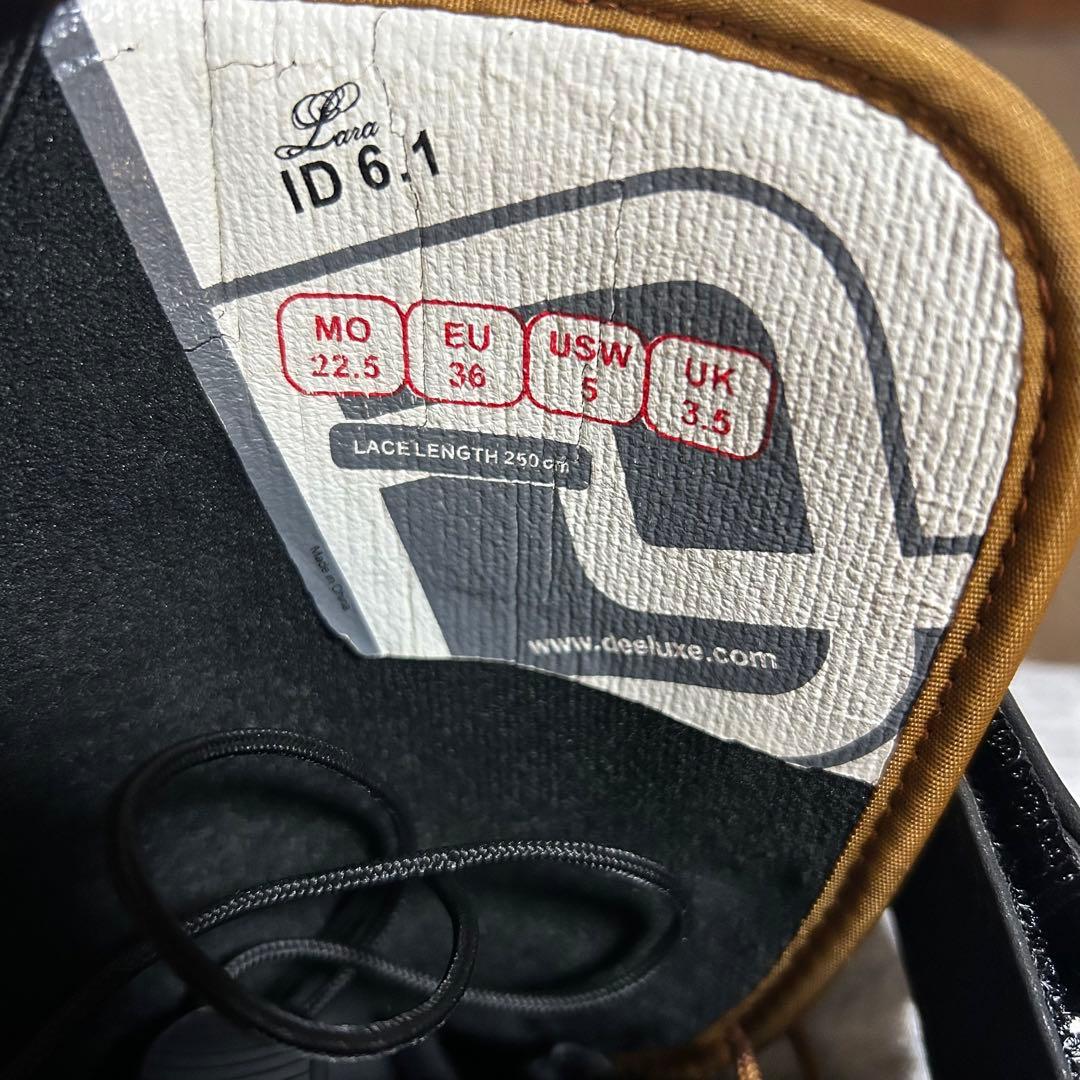 Lara
ID 6.1
MO EU USW UK
22.5 36 5 3.5
LACE LENGTH 250 cm
Made in China
www.deeluxe.com